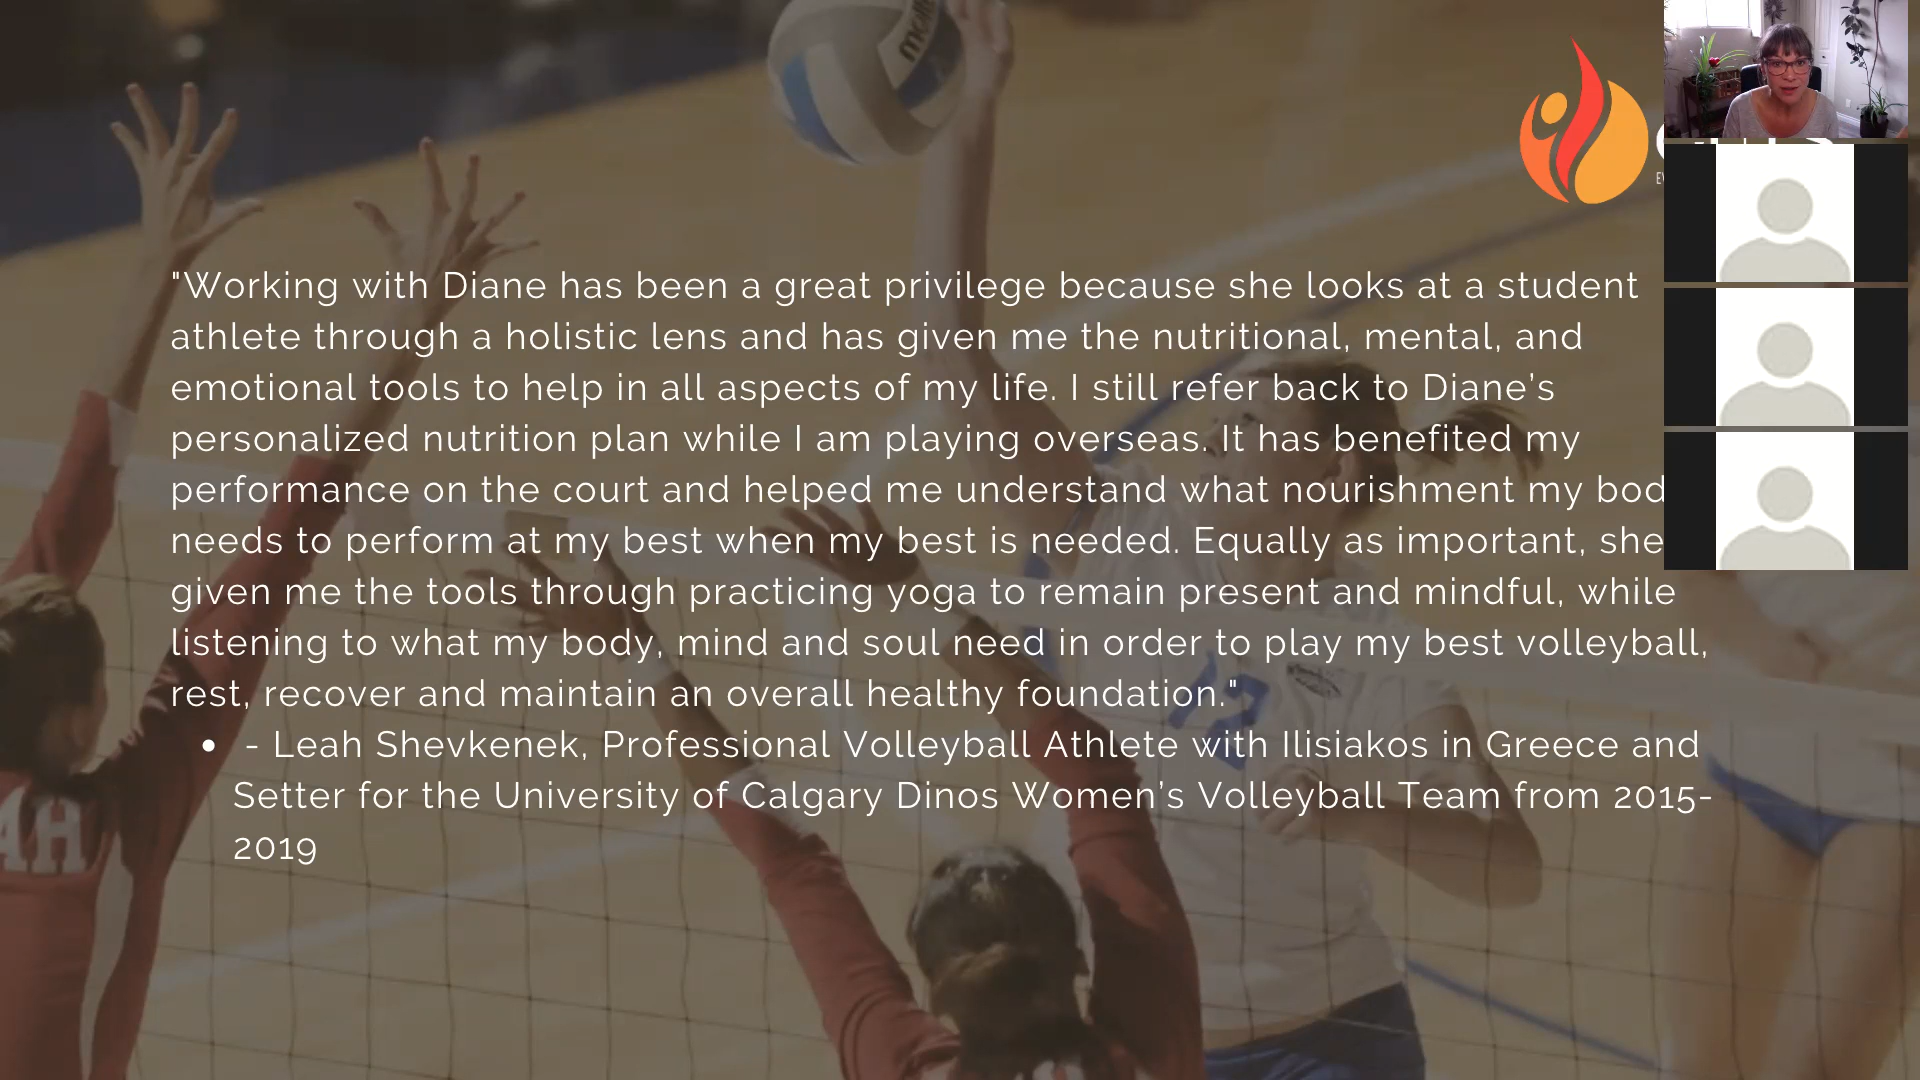 molten
"Working with Diane has been a great privilege because she looks at a student
athlete through a holistic lens and has given me the nutritional, mental, and
emotional tools to help in all aspects of my life. I still refer back to Diane's
personalized nutrition plan while I am playing overseas. It has benefited my
performance on the court and helped me understand what nourishment my bod
needs to perform at my best when my best is needed. Equally as important, she
given me the tools through practicing yoga to remain present and mindful, while
listening to what my body, mind and soul need in order to play my best volleyball,
rest, recover and maintain an overall healthy foundation."
• - Leah Shevkenek, Professional Volleyball Athlete with Ilisiakos in Greece and
Setter for the University of Calgary Dinos Women's Volleyball Team from 2015-
2019
AH
12